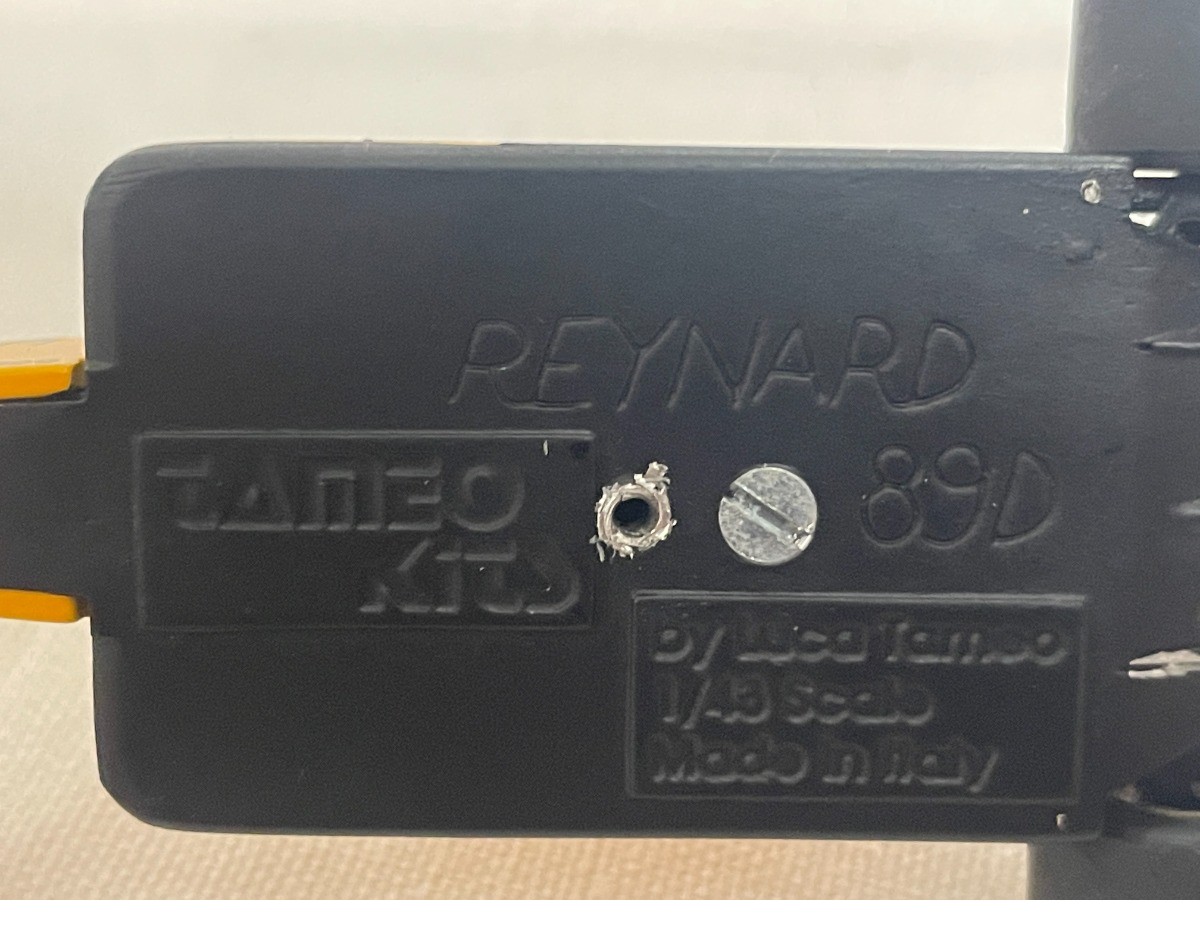 REYNARD
89D
TAMEO
KITS
by Luca Tameo
1/43 Scale
Made in Italy